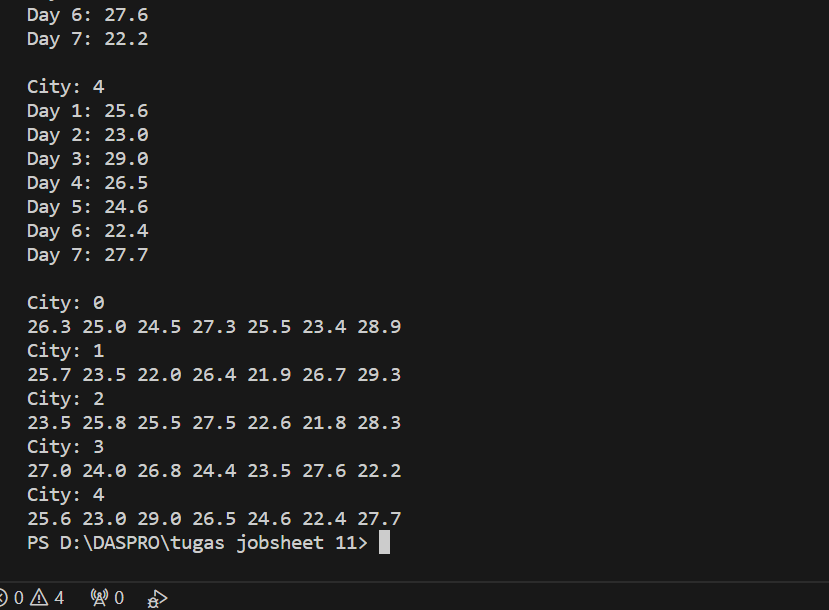 Day 6: 27.6
Day 7: 22.2
City: 4
Day 1: 25.6
Day 2: 23.0
Day 3: 29.0
Day 4: 26.5
Day 5: 24.6
Day 6: 22.4
Day 7: 27.7
City: 0
26.3 25.0 24.5 27.3 25.5 23.4 28.9
City: 1
25.7 23.5 22.0 26.4 21.9 26.7 29.3
City: 2
23.5 25.8 25.5 27.5 22.6 21.8 28.3
City: 3
27.0 24.0 26.8 24.4 23.5 27.6 22.2
City: 4
25.6 23.0 29.0 26.5 24.6 22.4 27.7
PS D:\DASPRO\tugas jobsheet 11>
0 4 0